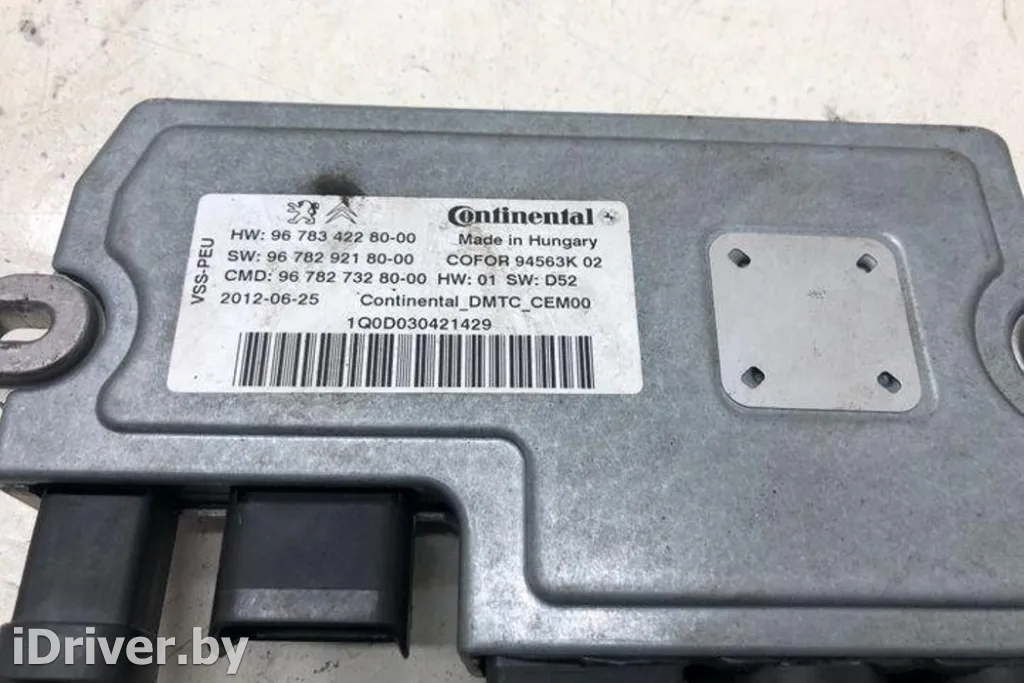 Continental
HW: 96 783 422 80-00
Made in Hungary
SW: 96 782 921 80-00
COFOR 94563K 02
CMD: 96 782 732 80-00 HW: 01 SW: D52
2012-06-25 Continental_DMTC_CEM00
1Q0D030421429
VSS-PEU
iDriver.by